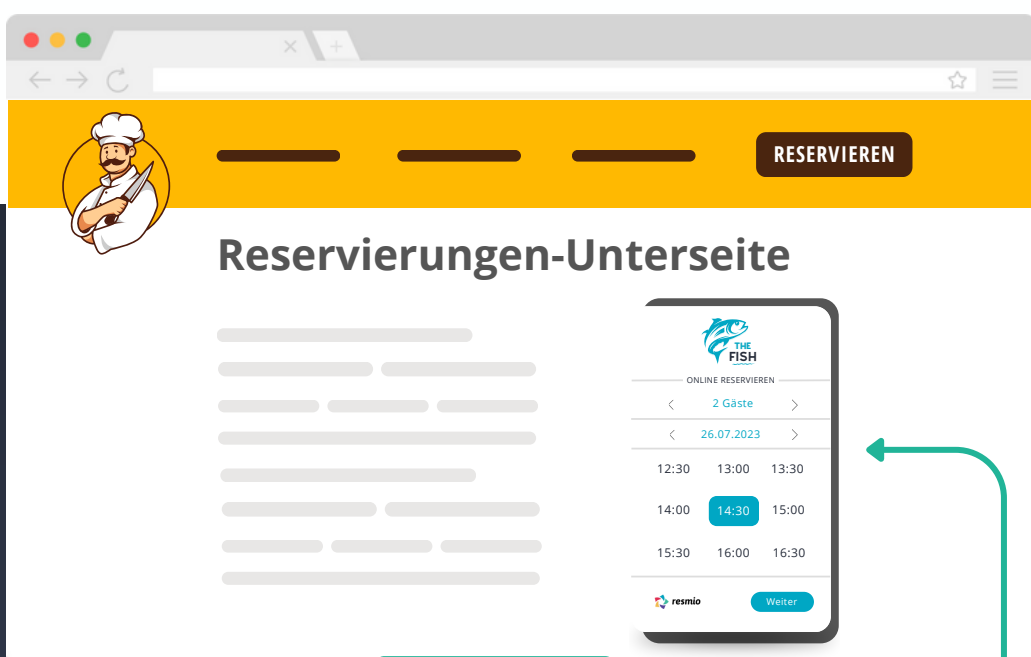 RESERVIEREN
Reservierungen-Unterseite
THE
FISH
ONLINE RESERVIEREN
2 Gäste
26.07.2023
12:30 13:00 13:30
14:00 14:30 15:00
15:30 16:00 16:30
resmio Weiter